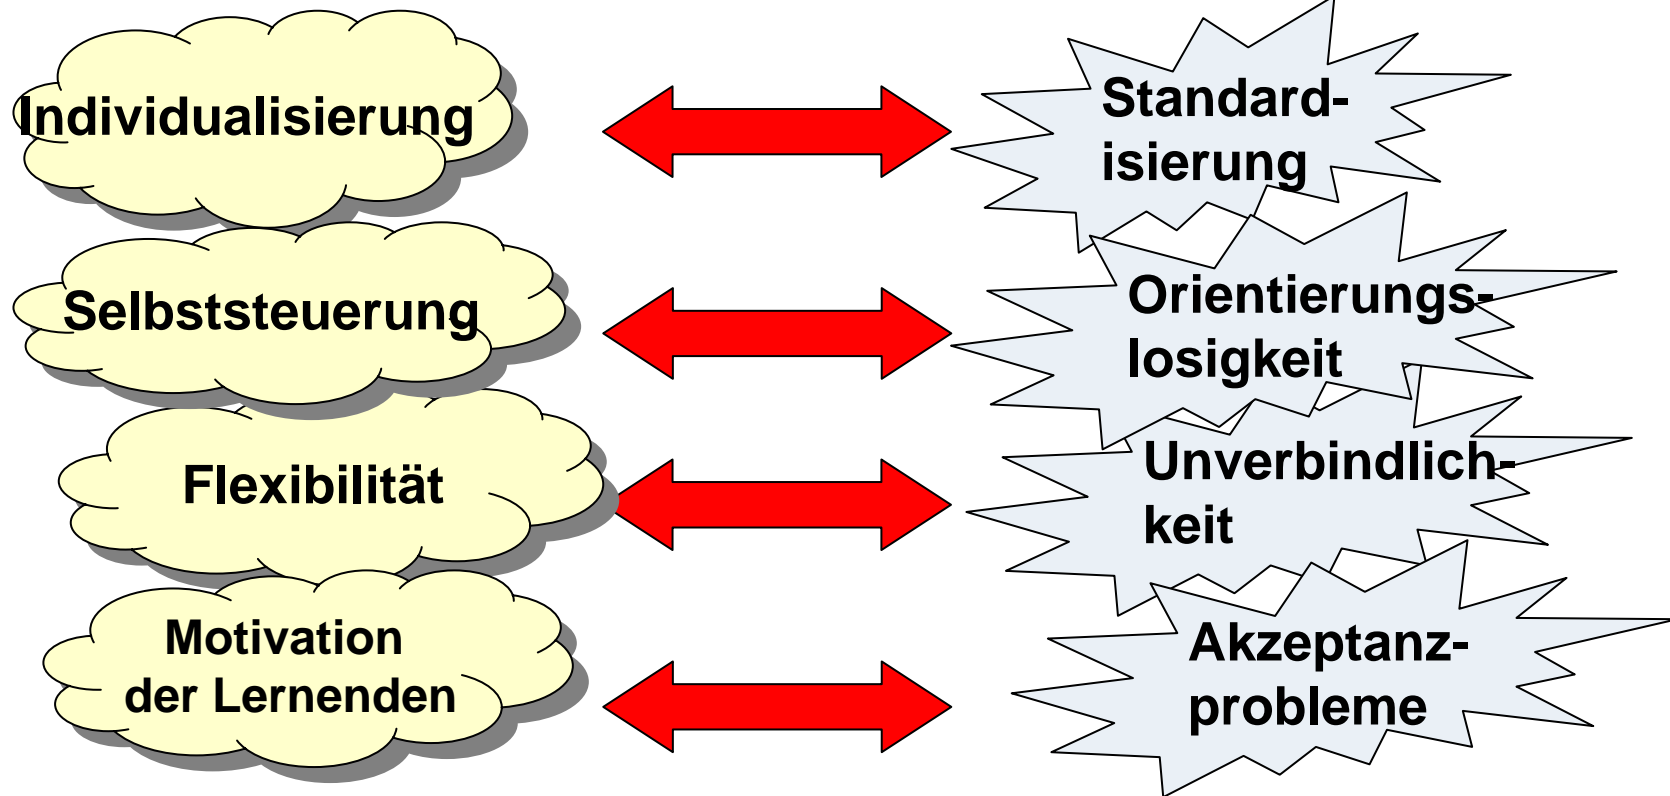 Individualisierung
Standard-
isierung
Selbststeuerung
Orientierungs-
losigkeit
Flexibilität
Unverbindlich-
keit
Motivation
der Lernenden
Akzeptanz-
probleme